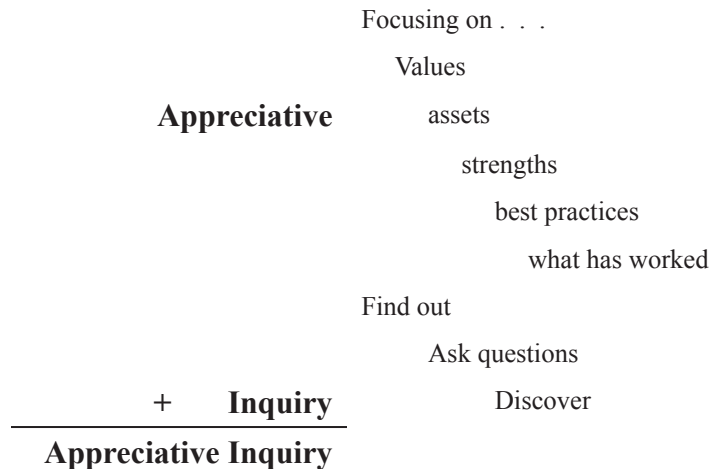 Focusing on . . .
Values
Appreciative assets
strengths
best practices
what has worked
Find out
Ask questions
+ Inquiry Discover
Appreciative Inquiry